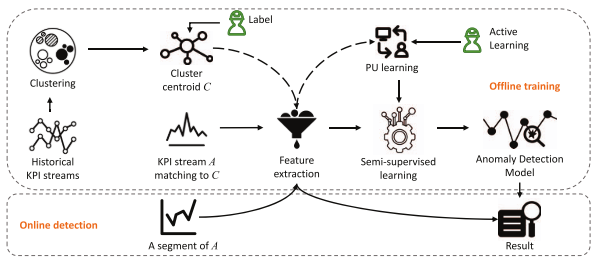 Label
Active
Learning
Clustering
Cluster
centroid C
PU learning
Offline training
Historical
KPI streams
KPI stream A
matching to C
Feature
extraction
Semi-supervised
learning
Anomaly Detection
Model
Online detection
A segment of A
Result